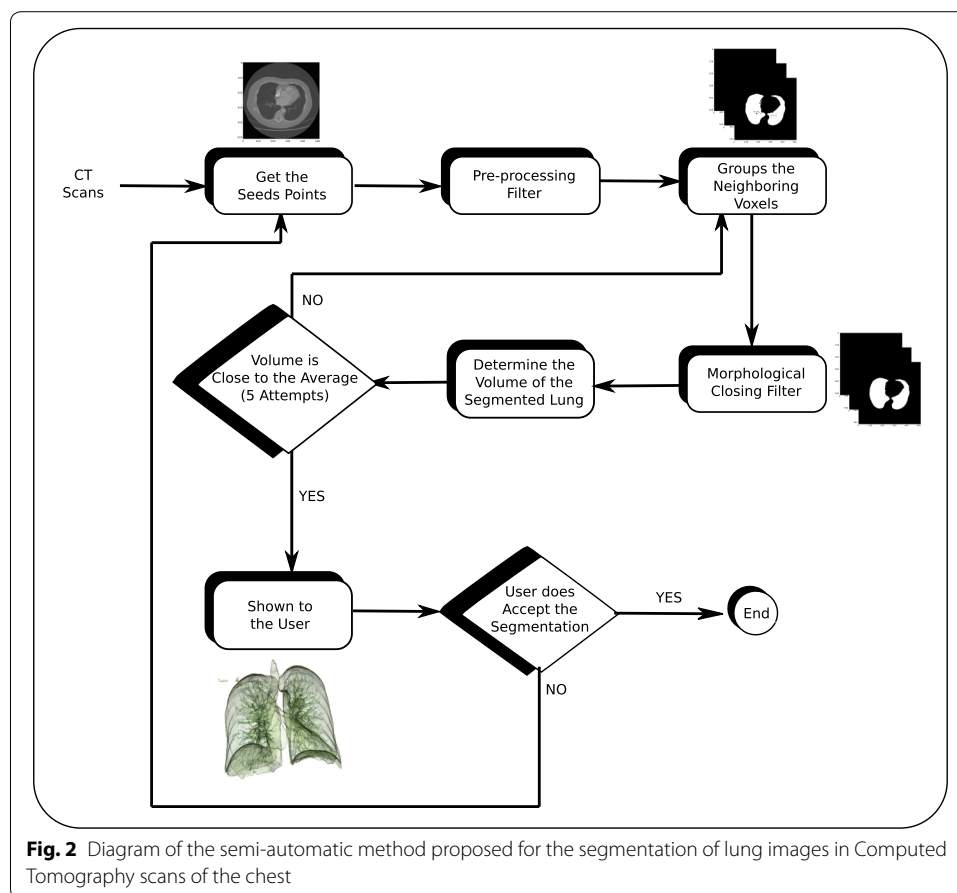 CT
Scans
Get the
Seeds Points
Pre-processing
Filter
Groups the
Neighboring
Voxels
NO
Volume is
Close to the Average
(5 Attempts)
Determine the
Volume of the
Segmented Lung
Morphological
Closing Filter
YES
Shown to
the User
User does
Accept the
Segmentation
YES
End
NO
Fig. 2 Diagram of the semi-automatic method proposed for the segmentation of lung images in Computed
Tomography scans of the chest